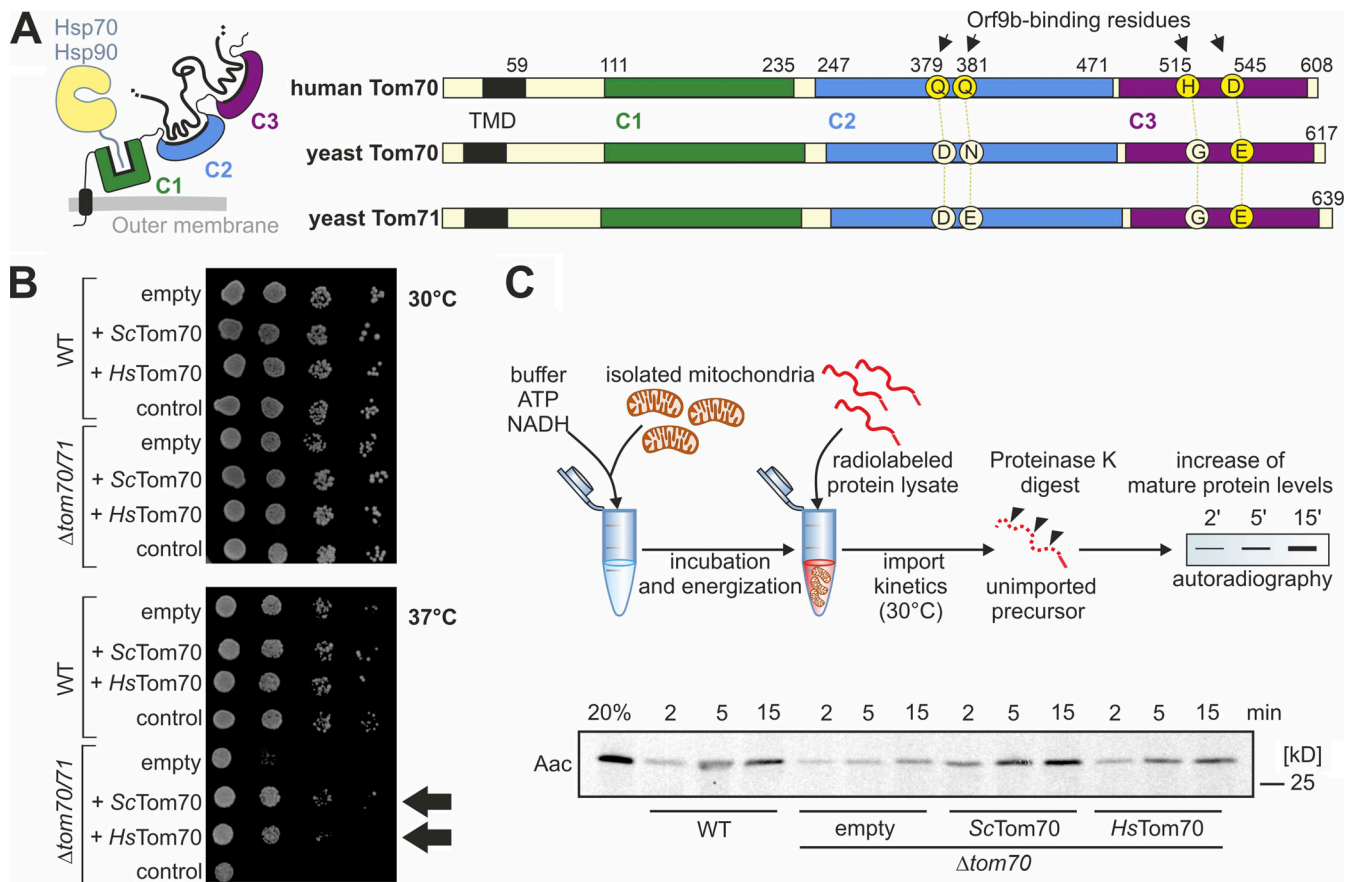 A
Hsp70
Hsp90
C1
C2
C3
Outer membrane
Orf9b-binding residues
59 111 235 247 379 381 471 515 545 608
human Tom70 Q Q H D
TMD C1 C2 C3
617
yeast Tom70 D N G E
639
yeast Tom71 D E G E
B
30°C
WT
empty
+ ScTom70
+ HsTom70
control
Δtom70/71
empty
+ ScTom70
+ HsTom70
control
37°C
WT
empty
+ ScTom70
+ HsTom70
control
Δtom70/71
empty
+ ScTom70
+ HsTom70
control
C
buffer
ATP
NADH
isolated mitochondria
incubation
and energization
radiolabeled
protein lysate
import
kinetics
(30°C)
Proteinase K
digest
unimported
precursor
increase of
mature protein levels
2' 5' 15'
autoradiography
20% 2 5 15 2 5 15 2 5 15 2 5 15 min
Aac
[kD]
25
WT empty ScTom70 HsTom70
Δtom70